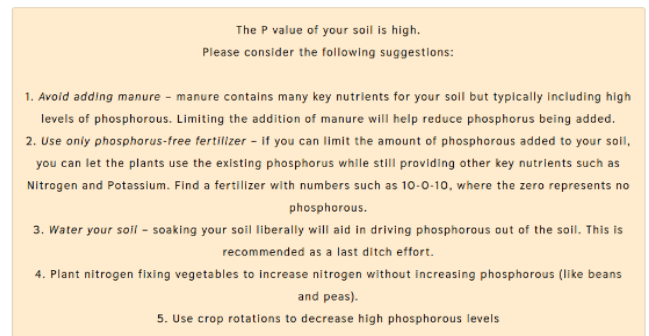 The P value of your soil is high.
Please consider the following suggestions:
1. Avoid adding manure – manure contains many key nutrients for your soil but typically including high
levels of phosphorous. Limiting the addition of manure will help reduce phosphorus being added.
2. Use only phosphorus-free fertilizer – if you can limit the amount of phosphorous added to your soil,
you can let the plants use the existing phosphorus while still providing other key nutrients such as
Nitrogen and Potassium. Find a fertilizer with numbers such as 10-0-10, where the zero represents no
phosphorous.
3. Water your soil – soaking your soil liberally will aid in driving phosphorous out of the soil. This is
recommended as a last ditch effort.
4. Plant nitrogen fixing vegetables to increase nitrogen without increasing phosphorous (like beans
and peas).
5. Use crop rotations to decrease high phosphorous levels